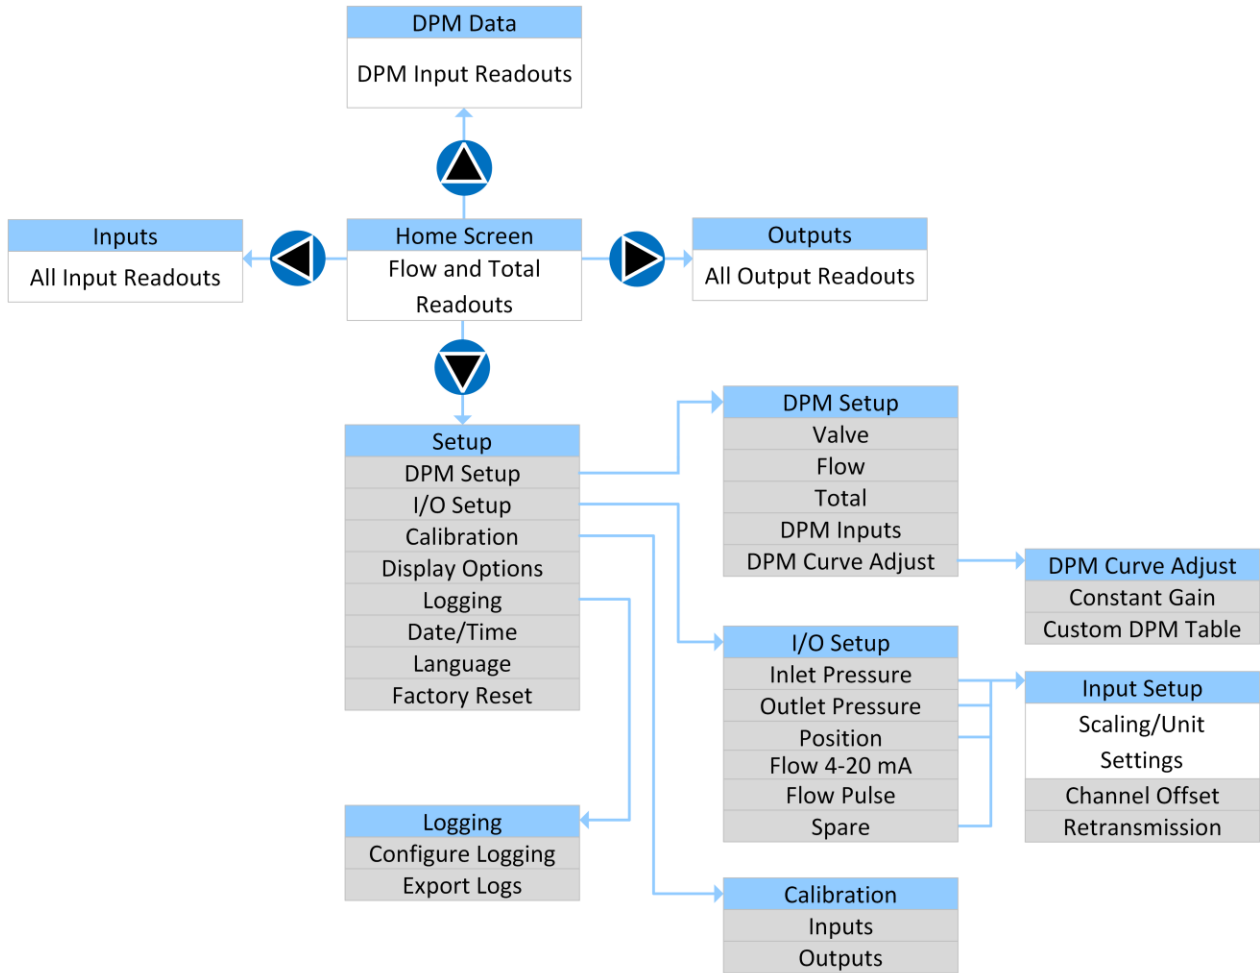 DPM Data
DPM Input Readouts
Inputs
All Input Readouts
Home Screen
Flow and Total
Readouts
Outputs
All Output Readouts
Setup
DPM Setup
I/O Setup
Calibration
Display Options
Logging
Date/Time
Language
Factory Reset
DPM Setup
Valve
Flow
Total
DPM Inputs
DPM Curve Adjust
DPM Curve Adjust
Constant Gain
Custom DPM Table
I/O Setup
Inlet Pressure
Outlet Pressure
Position
Flow 4-20 mA
Flow Pulse
Spare
Input Setup
Scaling/Unit
Settings
Channel Offset
Retransmission
Logging
Configure Logging
Export Logs
Calibration
Inputs
Outputs